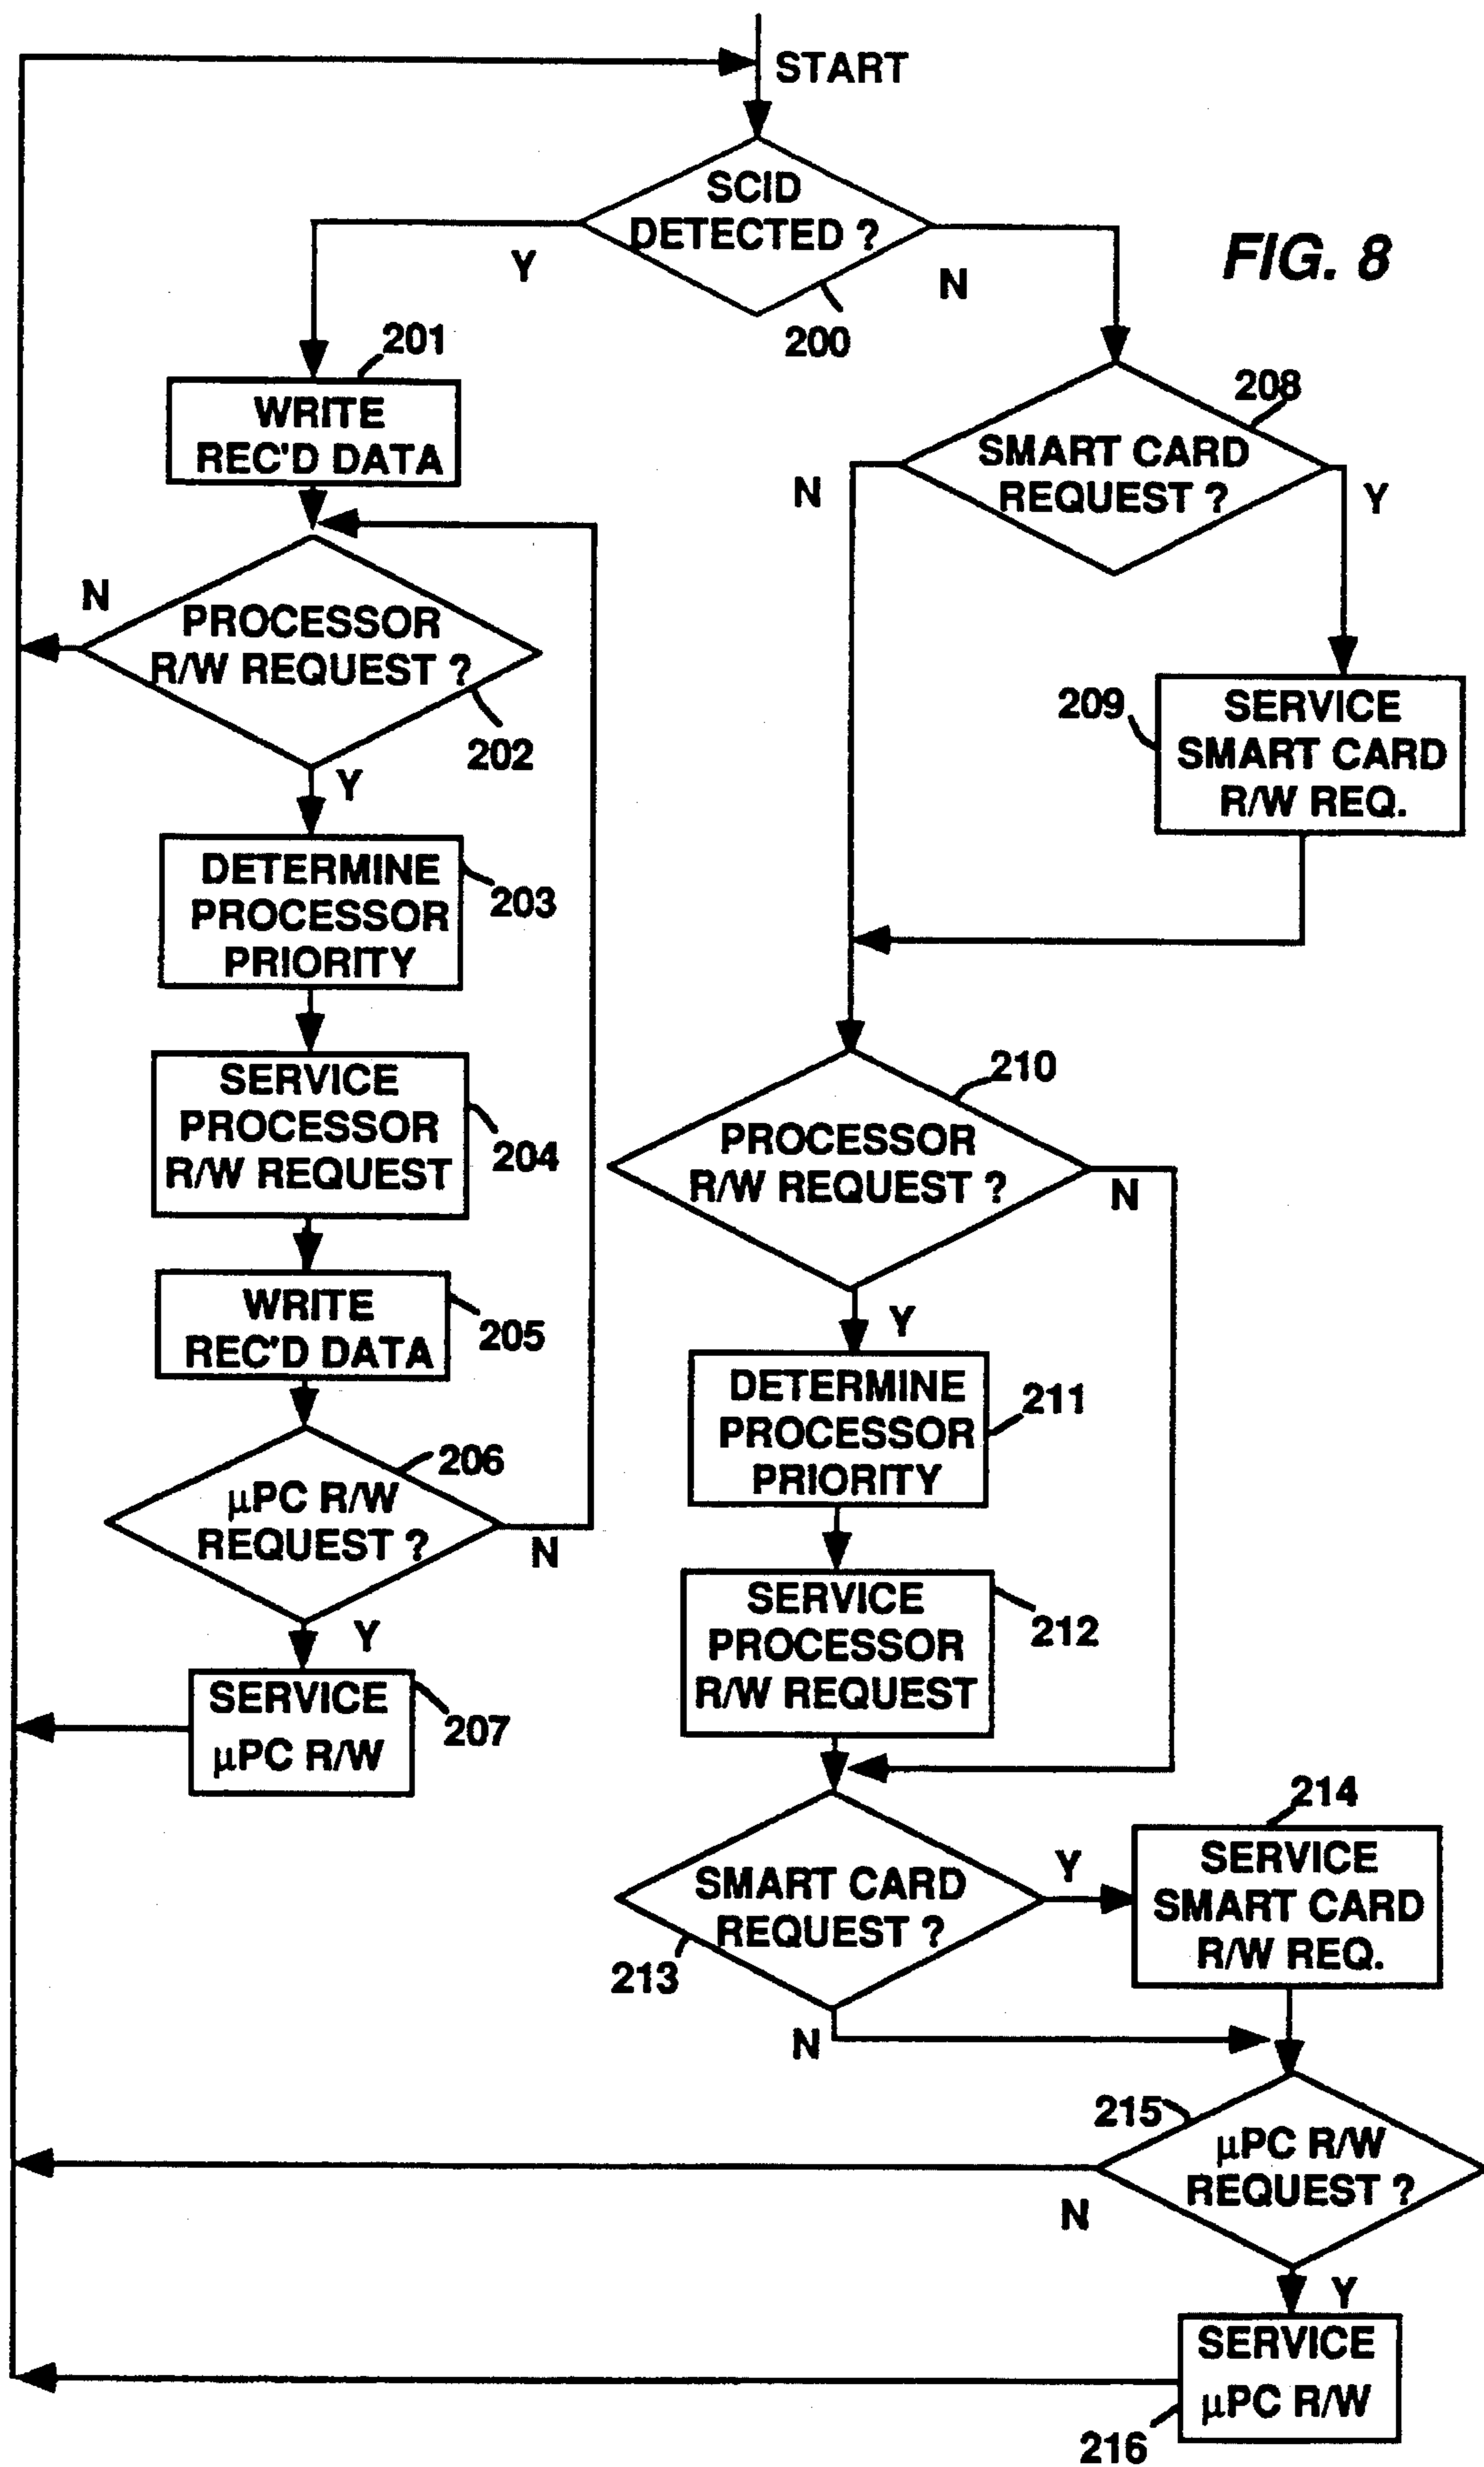 START
SCID
DETECTED ?
Y
N
200
FIG. 8
201
WRITE
REC'D DATA
208
SMART CARD
REQUEST ?
N
Y
N
PROCESSOR
R/W REQUEST ?
202
Y
209
SERVICE
SMART CARD
R/W REQ.
DETERMINE
PROCESSOR
PRIORITY
203
SERVICE
PROCESSOR
R/W REQUEST
204
210
PROCESSOR
R/W REQUEST ?
N
Y
WRITE
REC'D DATA
205
DETERMINE
PROCESSOR
PRIORITY
211
206
µPC R/W
REQUEST ?
N
Y
SERVICE
PROCESSOR
R/W REQUEST
212
SERVICE
µPC R/W
207
SMART CARD
REQUEST ?
213
Y
N
214
SERVICE
SMART CARD
R/W REQ.
215
µPC R/W
REQUEST ?
N
Y
SERVICE
µPC R/W
216